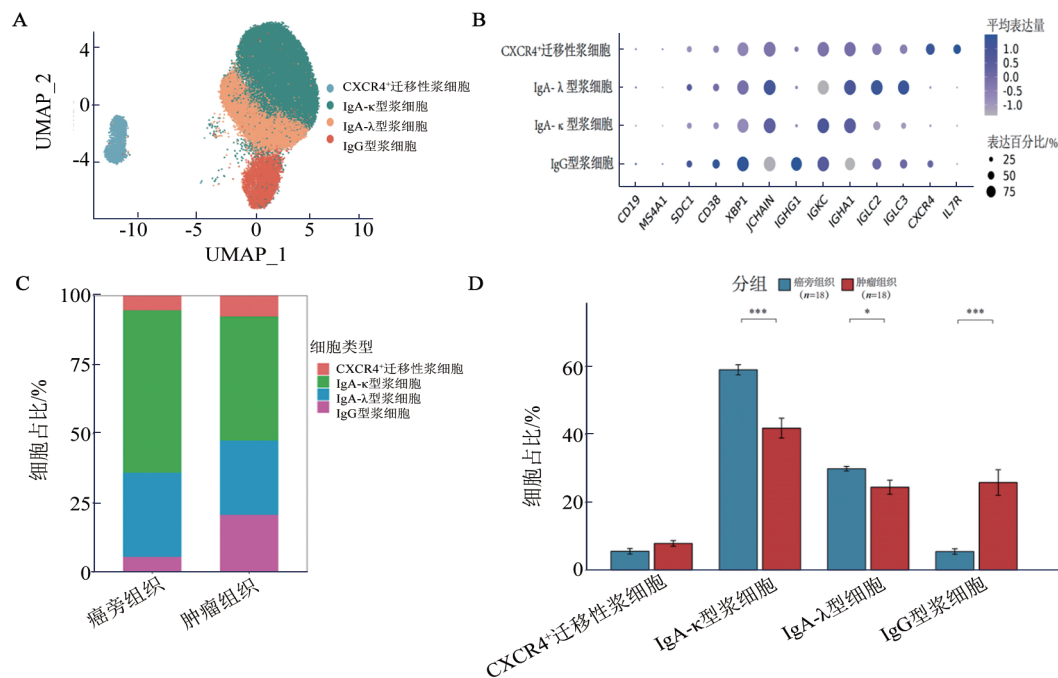 A
UMAP_2
4
0
-4
-10
-5
0
5
10
UMAP_1
CXCR4+迁移性浆细胞
IgA-κ型浆细胞
IgA-λ型浆细胞
IgG型浆细胞
B
CXCR4+迁移性浆细胞
IgA- λ 型浆细胞
IgA- κ 型浆细胞
IgG型浆细胞
CD19
MS4A1
SDC1
CD38
XBP1
JCHAIN
IGHG1
IGKC
IGHA1
IGLC2
IGLC3
CXCR4
IL7R
平均表达量
1.0
0.5
0.0
-0.5
-1.0
表达百分比/%
25
50
75
C
细胞占比/%
100
75
50
25
0
癌旁组织
肿瘤组织
细胞类型
CXCR4+迁移性浆细胞
IgA-κ型浆细胞
IgA-λ型浆细胞
IgG型浆细胞
D
分组
癌旁组织
(n=18)
肿瘤组织
(n=18)
***
*
***
细胞占比/%
60
40
20
0
CXCR4+迁移性浆细胞
IgA-κ型浆细胞
IgA-λ型细胞
IgG型浆细胞